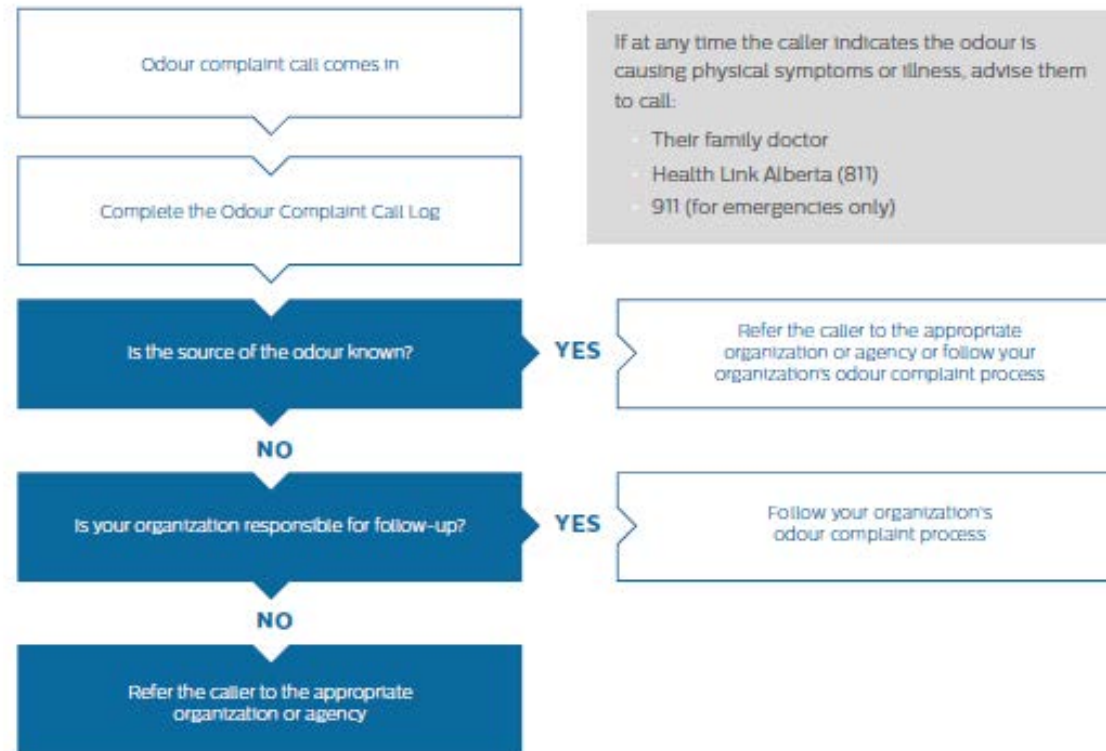 Odour complaint call comes in
If at any time the caller indicates the odour is
causing physical symptoms or illness, advise them
to call:
Their family doctor
Health Link Alberta (811)
911 (for emergencies only)
Complete the Odour Complaint Call Log
Is the source of the odour known?
YES
Refer the caller to the appropriate
organization or agency or follow your
organization's odour complaint process
NO
Is your organization responsible for follow-up?
YES
Follow your organization's
odour complaint process
NO
Refer the caller to the appropriate
organization or agency